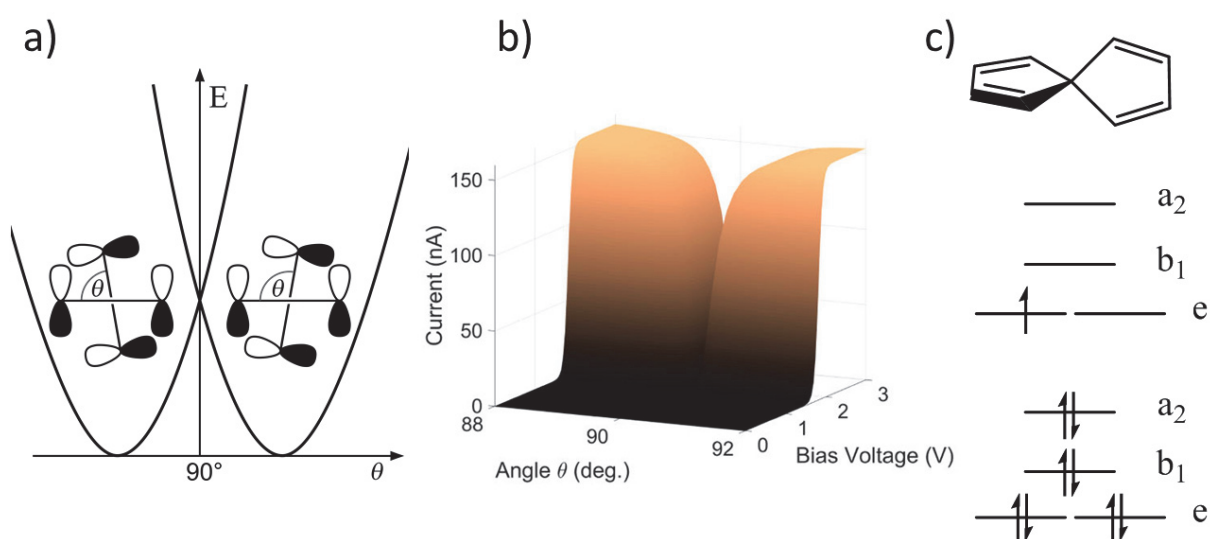 a)
E
θ
θ
90°
θ
b)
Current (nA)
150
100
50
0
88
90
92
Angle θ (deg.)
0
1
2
3
Bias Voltage (V)
c)
a₂
b₁
e
a₂
b₁
e